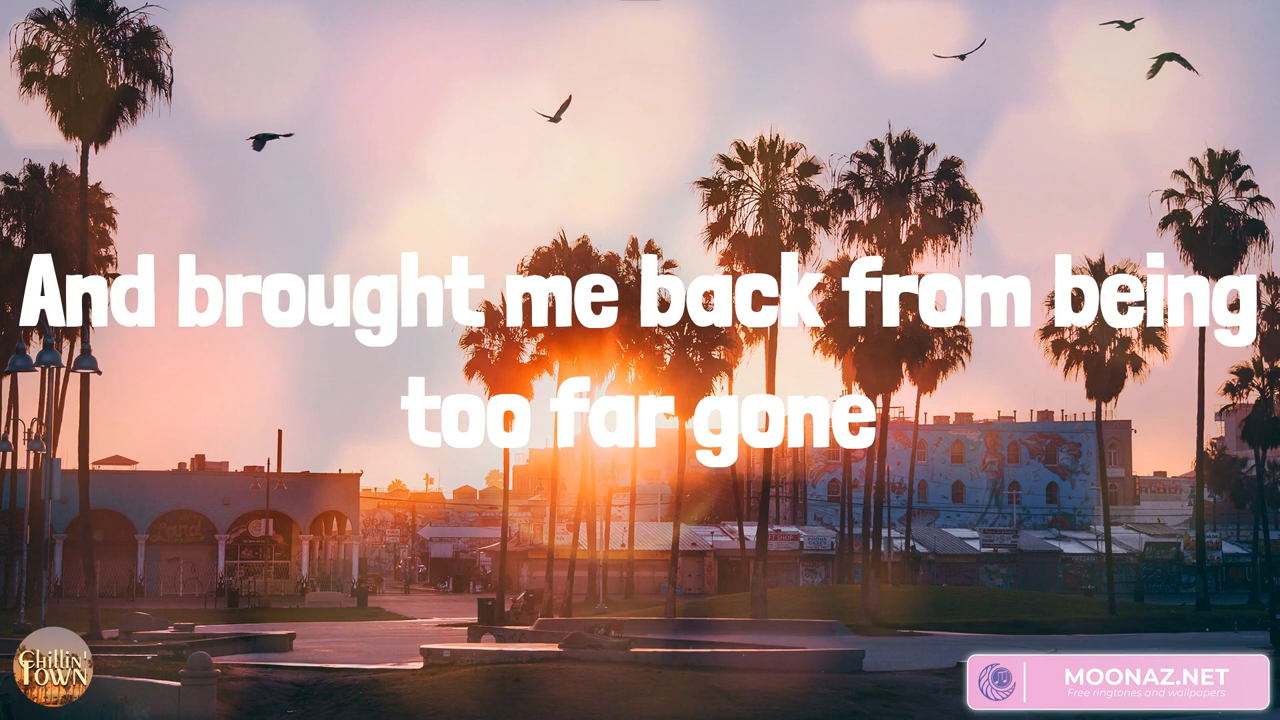 And brought me back from being
too far gone
Chillin'
TOWN
MOONAZ.NET
Free ringtones and wallpapers